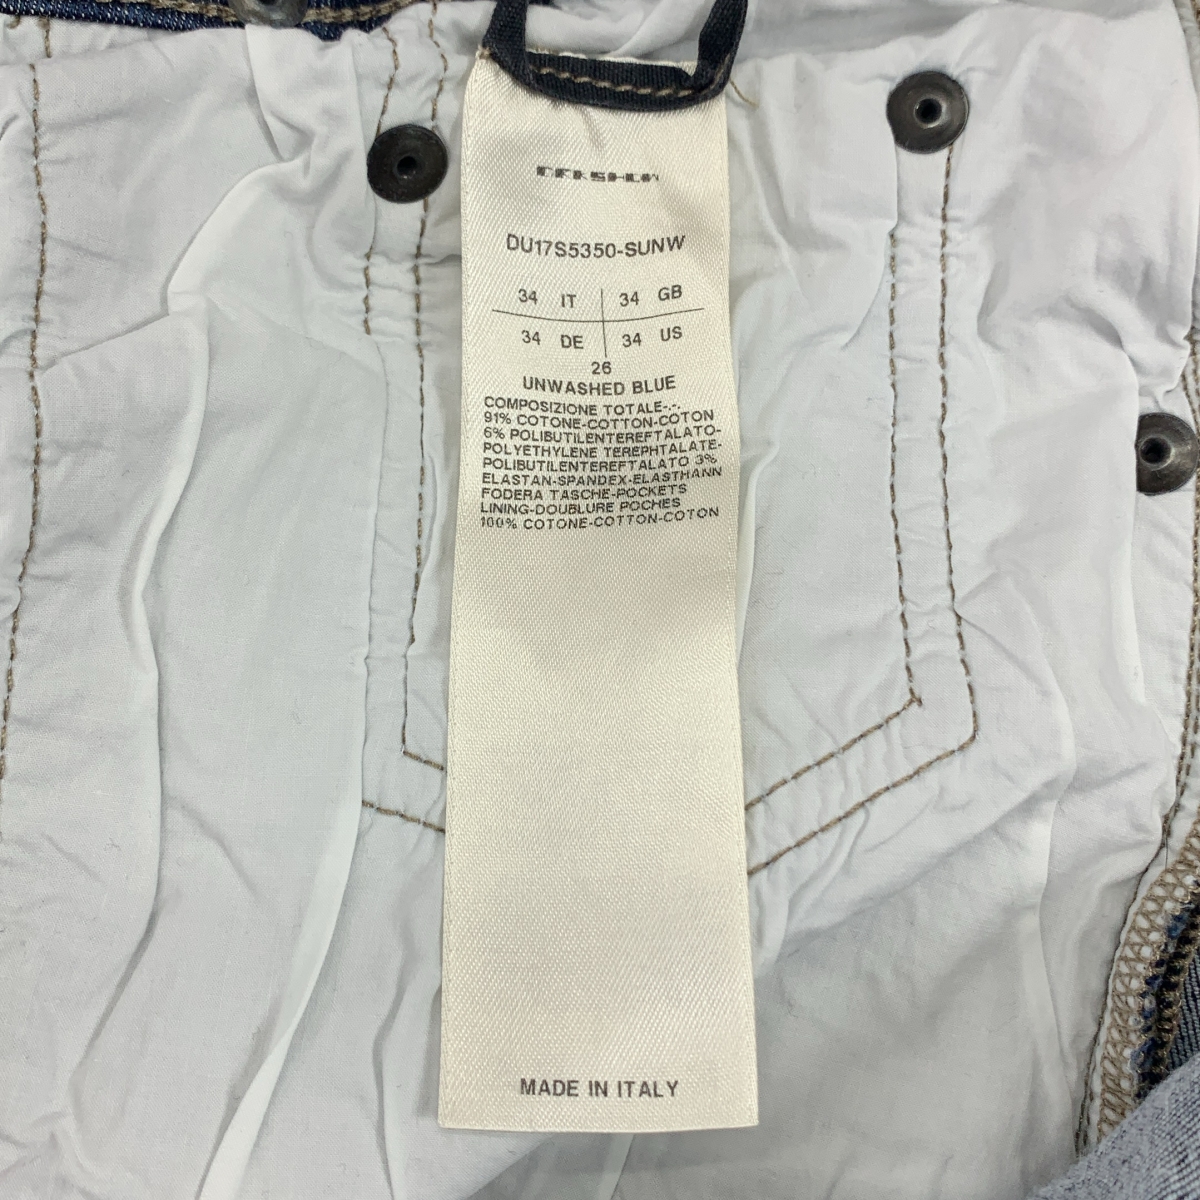 DRKSHDW
DU17S5350-SUNW
34 IT 34 GB
34 DE 34 US
26
UNWASHED BLUE
COMPOSIZIONE TOTALE-.-.
91% COTONE-COTTON-COTON
6% POLIBUTILENTEREFTALATO-
POLYETHYLENE TEREPHTALATE-
POLIBUTILENTEREFTALATO 3%
ELASTAN-SPANDEX-ELASTHANN
FODERA TASCHE-POCKETS
LINING-DOUBLURE POCHES
100% COTONE-COTTON-COTON
MADE IN ITALY